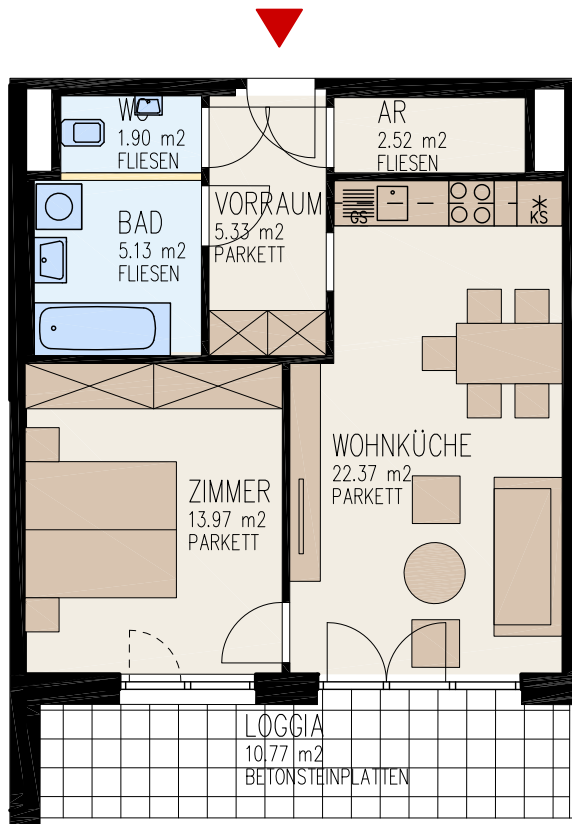 WC
1.90 m2
FLIESEN
AR
2.52 m2
FLIESEN
BAD
5.13 m2
FLIESEN
VORRAUM
5.33 m2
PARKETT
GS
KS
WOHNKÜCHE
22.37 m2
PARKETT
ZIMMER
13.97 m2
PARKETT
LOGGIA
10.77 m2
BETONSTEINPLATTEN